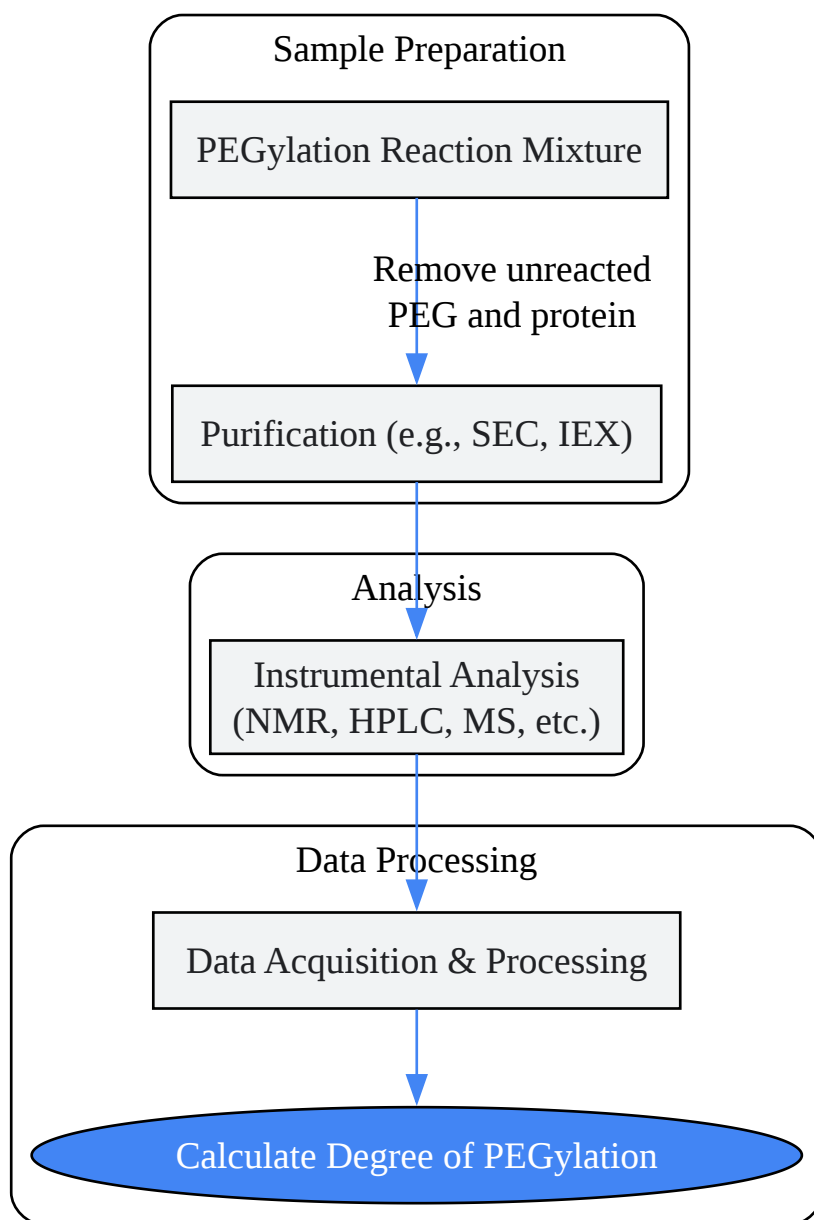 Sample Preparation
PEGylation Reaction Mixture
Remove unreacted
PEG and protein
Purification (e.g., SEC, IEX)
Analysis
Instrumental Analysis
(NMR, HPLC, MS, etc.)
Data Processing
Data Acquisition & Processing
Calculate Degree of PEGylation